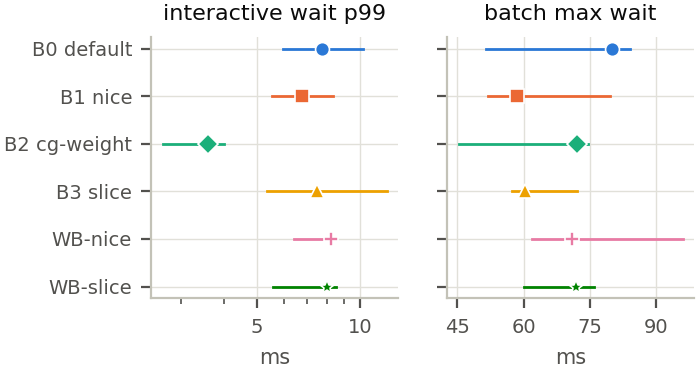 interactive wait p99
batch max wait
B0 default
B1 nice
B2 cg-weight
B3 slice
WB-nice
WB-slice
5 10
45 60 75 90
ms
ms